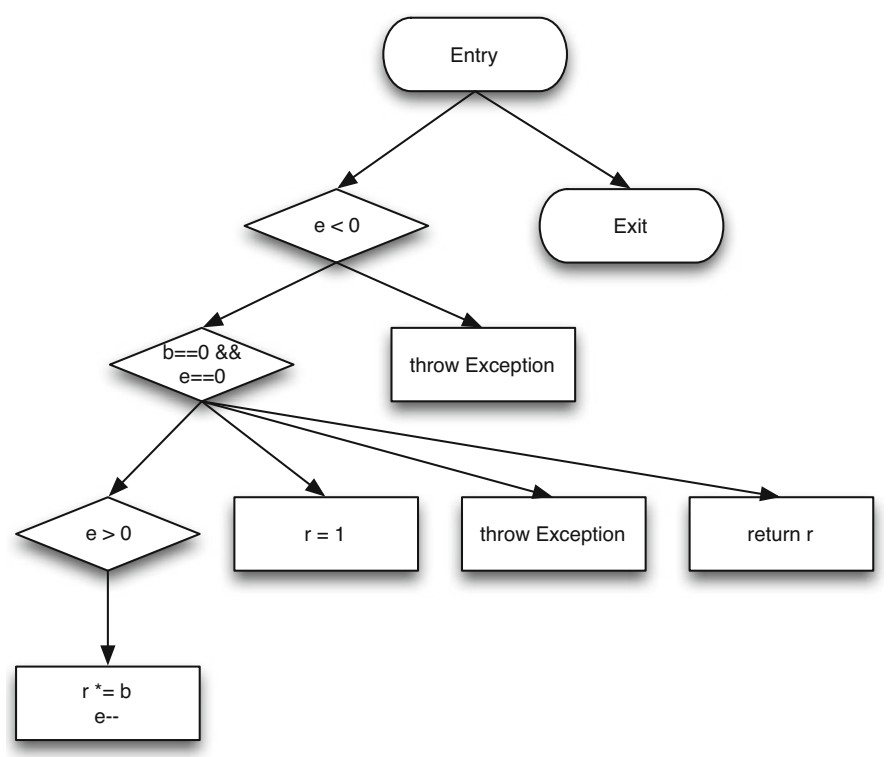 Entry
e < 0
Exit
b==0 &&
e==0
throw Exception
e > 0
r = 1
throw Exception
return r
r *= b
e--